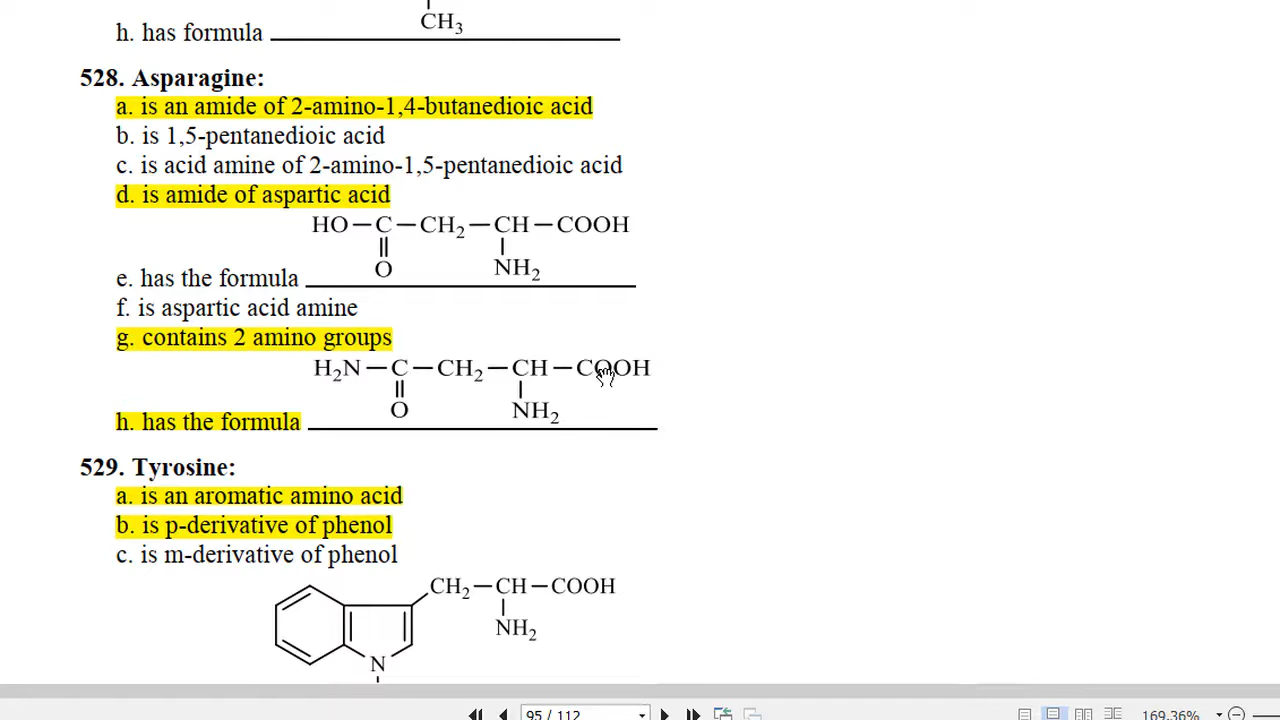 CH3
h. has formula
528. Asparagine:
a. is an amide of 2-amino-1,4-butanedioic acid
b. is 1,5-pentanedioic acid
c. is acid amine of 2-amino-1,5-pentanedioic acid
d. is amide of aspartic acid
HO—C—CH2—CH—COOH
O NH2
e. has the formula
f. is aspartic acid amine
g. contains 2 amino groups
H2N—C—CH2—CH—COOH
O NH2
h. has the formula
529. Tyrosine:
a. is an aromatic amino acid
b. is p-derivative of phenol
c. is m-derivative of phenol
CH2—CH—COOH
NH2
N
95 / 112 169.36%